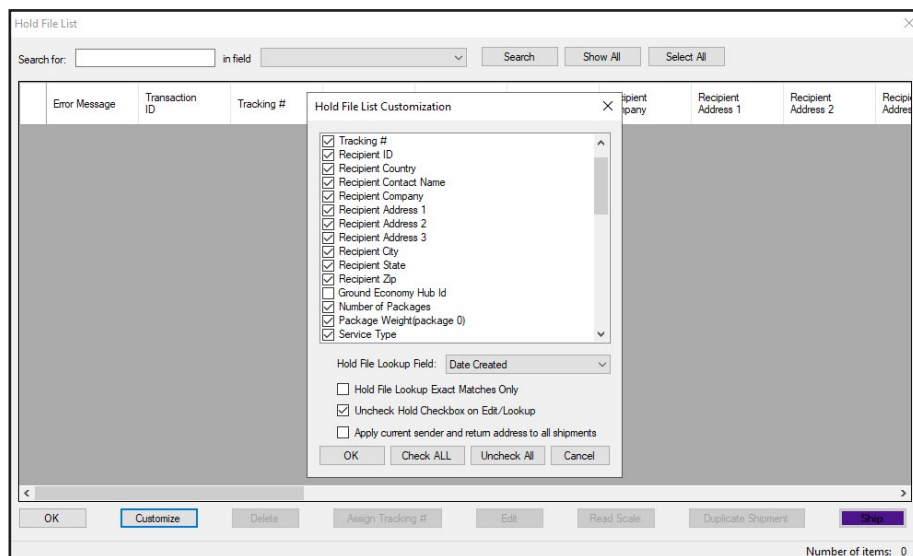 Hold File List
Search for: in field Search Show All Select All
Error Message Transaction ID Tracking # Recipient Address 1 Recipient Address 2
Hold File List Customization
Tracking #
Recipient ID
Recipient Country
Recipient Contact Name
Recipient Company
Recipient Address 1
Recipient Address 2
Recipient Address 3
Recipient City
Recipient State
Recipient Zip
Ground Economy Hub Id
Number of Packages
Package Weight(package 0)
Service Type
Hold File Lookup Field: Date Created
Hold File Lookup Exact Matches Only
Uncheck Hold Checkbox on Edit/Lookup
Apply current sender and return address to all shipments
OK Check ALL Uncheck All Cancel
OK Customize Delete Assign Tracking # Edit Read Scale Duplicate Shipment Ship
Number of items: 0